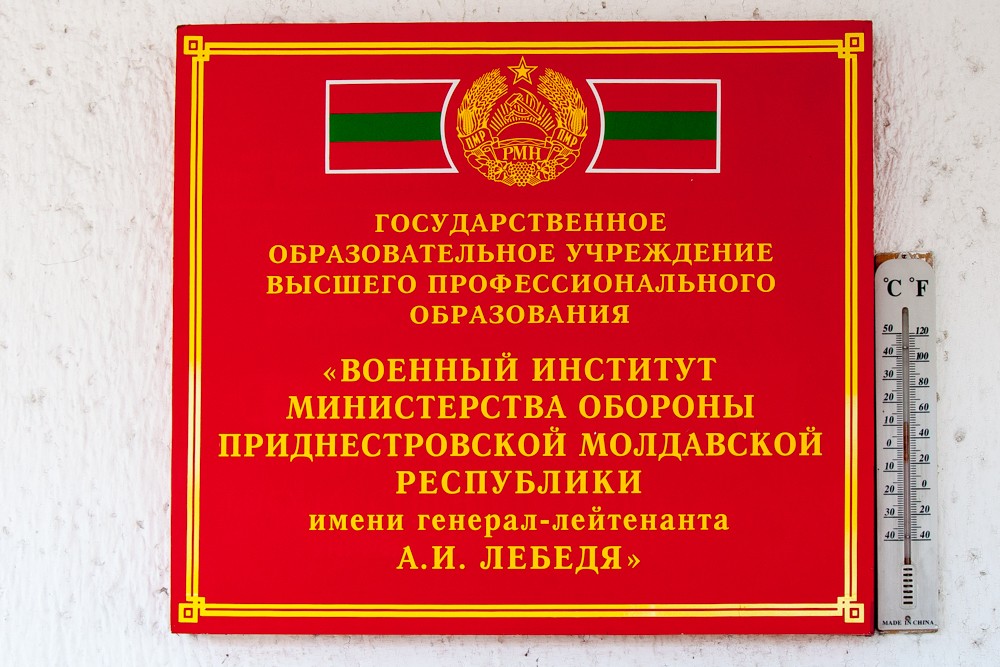 ПМР
ПМР
РМН
ГОСУДАРСТВЕННОЕ
ОБРАЗОВАТЕЛЬНОЕ УЧРЕЖДЕНИЕ
ВЫСШЕГО ПРОФЕССИОНАЛЬНОГО
ОБРАЗОВАНИЯ
«ВОЕННЫЙ ИНСТИТУТ
МИНИСТЕРСТВА ОБОРОНЫ
ПРИДНЕСТРОВСКОЙ МОЛДАВСКОЙ
РЕСПУБЛИКИ
имени генерал-лейтенанта
А.И. ЛЕБЕДЯ»
°C °F
50 120
40 100
30 80
20 60
10 40
0 20
10 0
20 20
30 40
40
MADE IN CHINA